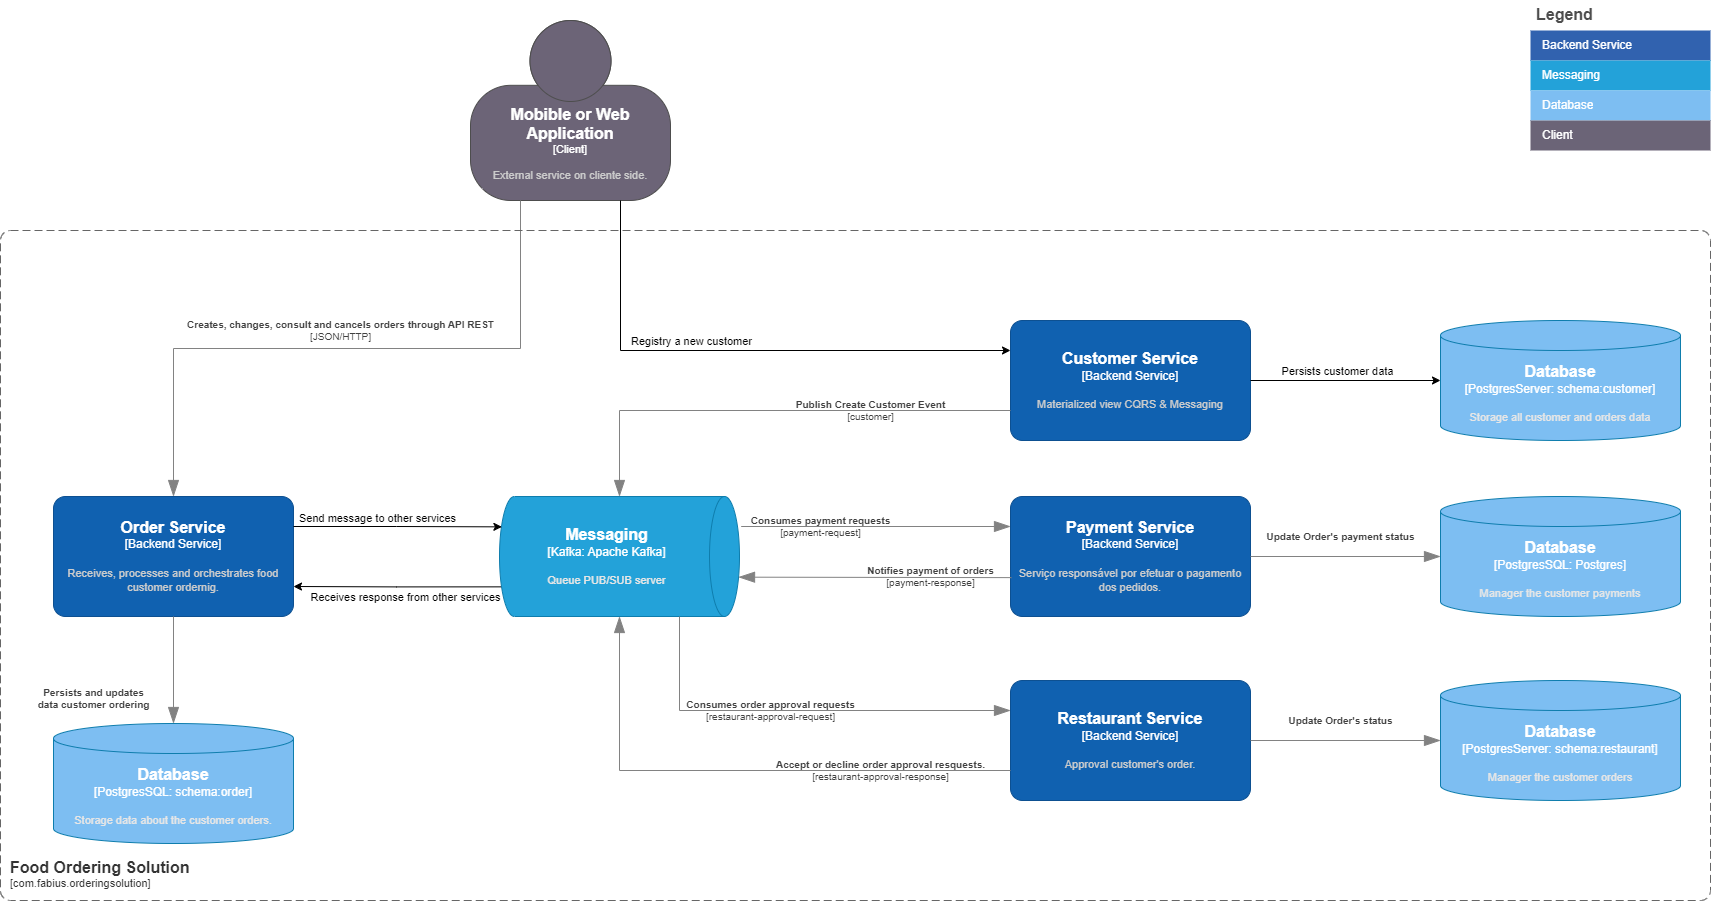 Legend
Backend Service
Messaging
Database
Client
Mobible or Web
Application
[Client]
External service on cliente side.
Creates, changes, consult and cancels orders through API REST
[JSON/HTTP]
Registry a new customer
Customer Service
[Backend Service]
Materialized view CQRS & Messaging
Persists customer data
Database
[PostgresServer: schema:customer]
Storage all customer and orders data
Publish Create Customer Event
[customer]
Order Service
[Backend Service]
Receives, processes and orchestrates food
customer ordernig.
Send message to other services
Receives response from other services
Messaging
[Kafka: Apache Kafka]
Queue PUB/SUB server
Consumes payment requests
[payment-request]
Notifies payment of orders
[payment-response]
Payment Service
[Backend Service]
Serviço responsável por efetuar o pagamento
dos pedidos.
Update Order's payment status
Database
[PostgresSQL: Postgres]
Manager the customer payments
Persists and updates
data customer ordering
Database
[PostgresSQL: schema:order]
Storage data about the customer orders.
Consumes order approval requests
[restaurant-approval-request]
Accept or decline order approval resquests.
[restaurant-approval-response]
Restaurant Service
[Backend Service]
Approval customer's order.
Update Order's status
Database
[PostgresServer: schema:restaurant]
Manager the customer orders
Food Ordering Solution
[com.fabius.orderingsolution]